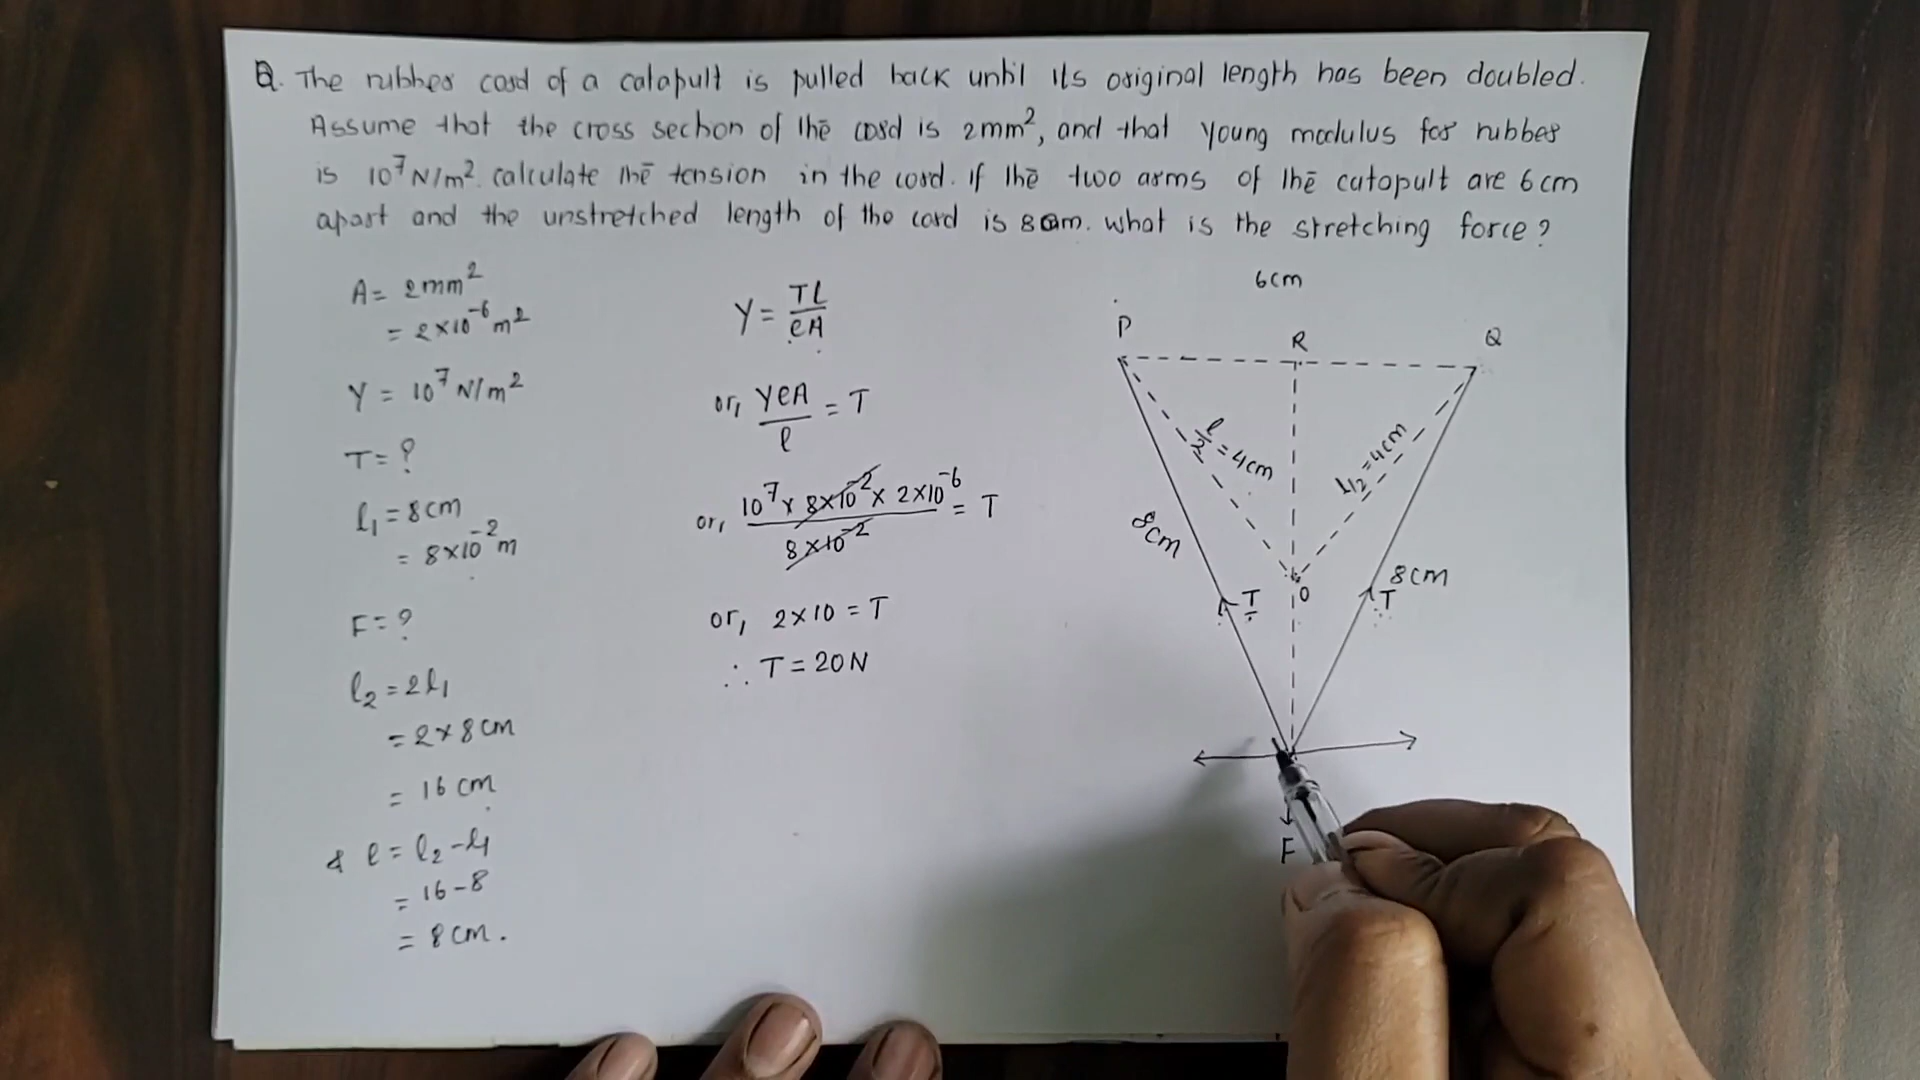 Q. The rubber cord of a catapult is pulled back until its original length has been doubled.
Assume that the cross section of the cord is 2mm², and that young modulus for rubber
is 10⁷ N/m². calculate the tension in the cord. If the two arms of the catapult are 6 cm
apart and the unstretched length of the cord is 8cm. what is the stretching force?
A = 2mm²
= 2×10⁻⁶ m²
Y = 10⁷ N/m²
T = ?
l₁ = 8cm
= 8×10⁻² m
F = ?
l₂ = 2l₁
= 2×8cm
= 16 cm
& e = l₂ - l₁
= 16-8
= 8cm.
Y = Tl / eA
or, YeA / l = T
or, 10⁷ × 8×10⁻² × 2×10⁻⁶ / 8×10⁻² = T
or, 2×10 = T
∴ T = 20N
6cm
P R Q
l/2 = 4cm
l/2 = 4cm
8cm
8cm
T O T
F